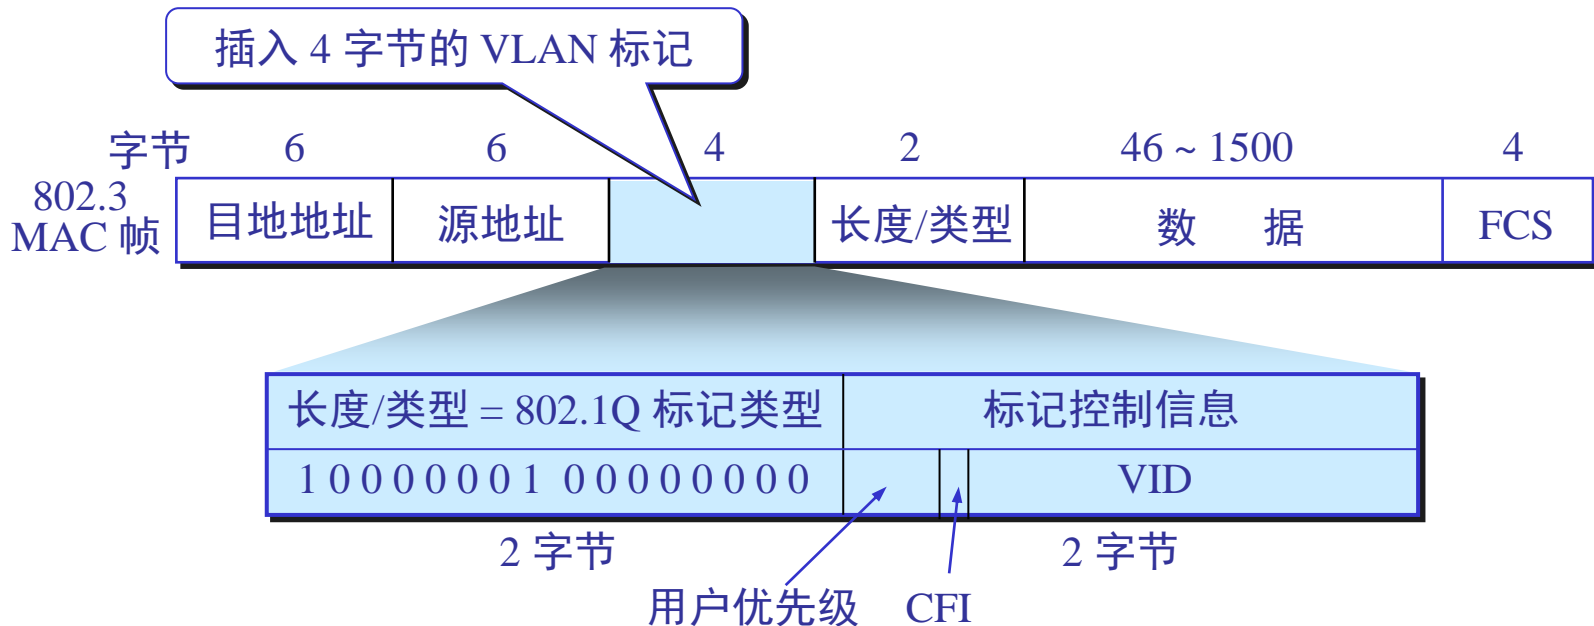 插入 4 字节的 VLAN 标记
字节 6 6 4 2 46 ~ 1500 4
802.3
MAC 帧
目地地址 源地址 长度/类型 数 据 FCS
长度/类型 = 802.1Q 标记类型 标记控制信息
1 0 0 0 0 0 0 1 0 0 0 0 0 0 0 0 VID
2 字节 2 字节
用户优先级 CFI